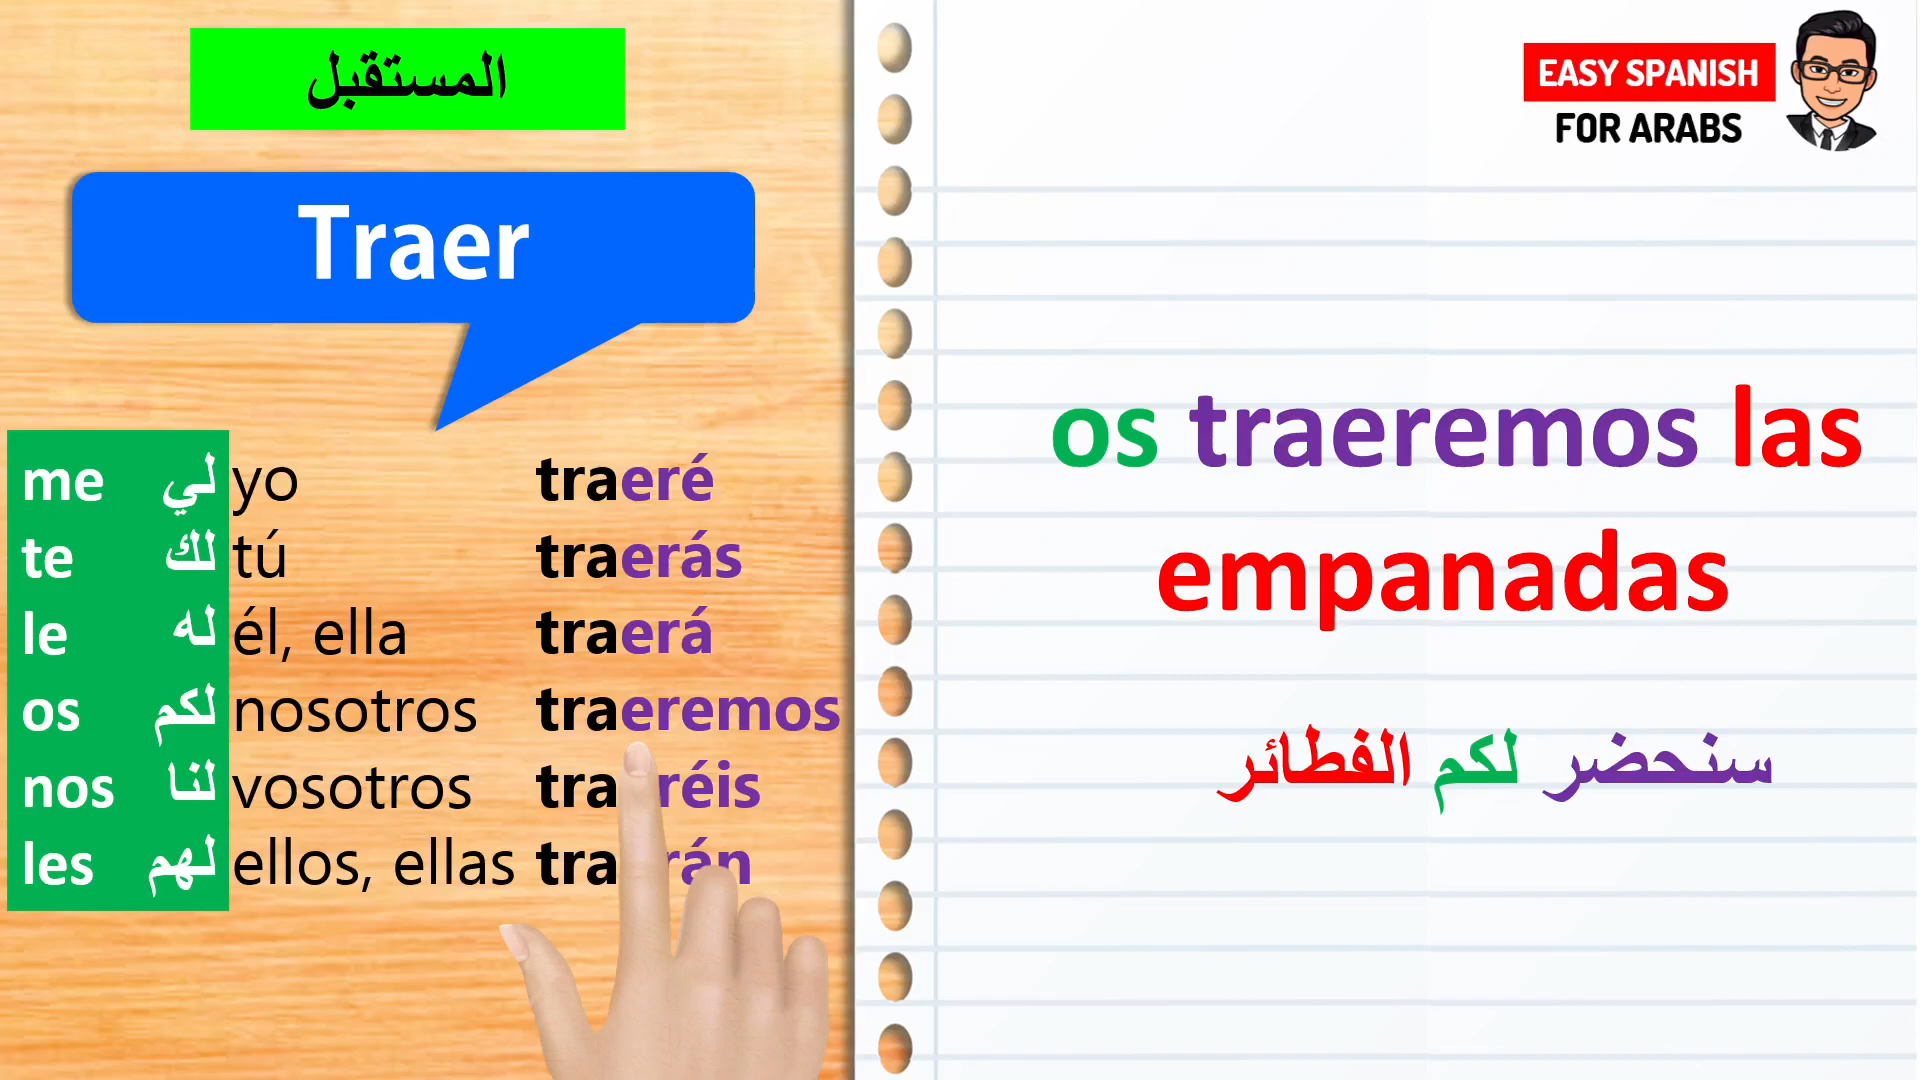 المستقبل
Traer
me لي yo traeré
te لك tú traerás
le له él, ella traerá
os لكم nosotros traeremos
nos لنا vosotros tra réis
les لهم ellos, ellas tra rán
EASY SPANISH
FOR ARABS
os traeremos las
empanadas
سنحضر لكم الفطائر